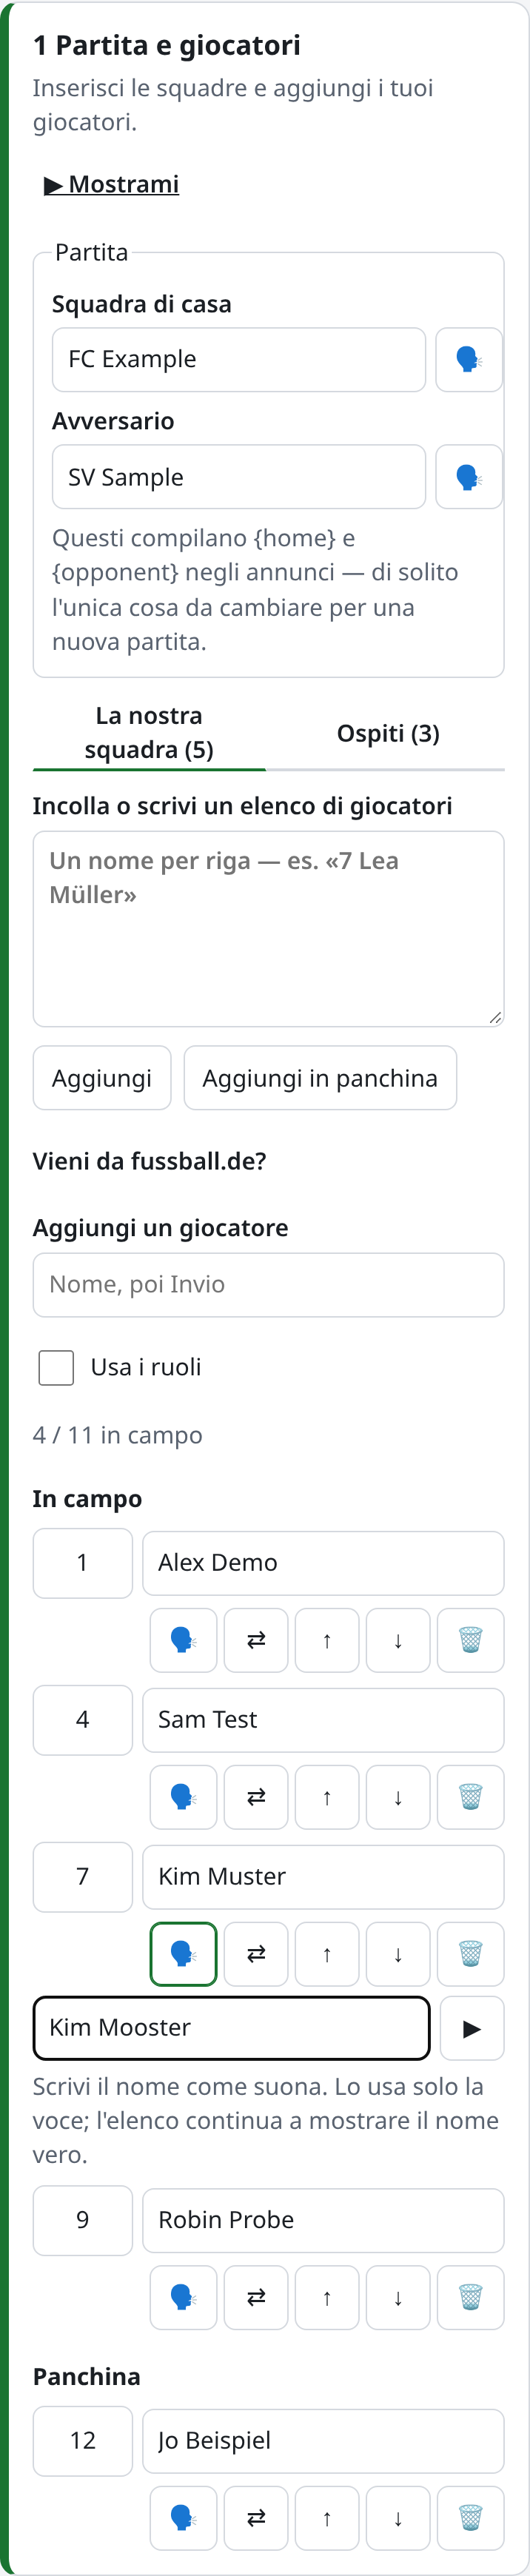 1 Partita e giocatori
Inserisci le squadre e aggiungi i tuoi
giocatori.
▶ Mostrami
Partita
Squadra di casa
FC Example
Avversario
SV Sample
Questi compilano {home} e
{opponent} negli annunci — di solito
l'unica cosa da cambiare per una
nuova partita.
La nostra
squadra (5)
Ospiti (3)
Incolla o scrivi un elenco di giocatori
Un nome per riga — es. «7 Lea
Müller»
Aggiungi
Aggiungi in panchina
Vieni da fussball.de?
Aggiungi un giocatore
Nome, poi Invio
Usa i ruoli
4 / 11 in campo
In campo
1 Alex Demo
4 Sam Test
7 Kim Muster
Kim Mooster
Scrivi il nome come suona. Lo usa solo la
voce; l'elenco continua a mostrare il nome
vero.
9 Robin Probe
Panchina
12 Jo Beispiel